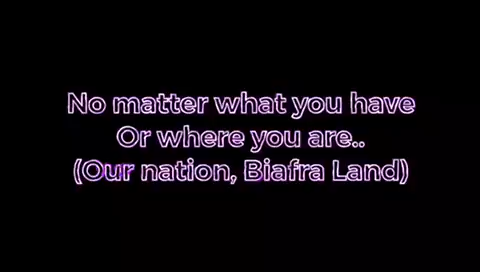 No matter what you have
Or where you are..
(Our nation, Biafra Land)